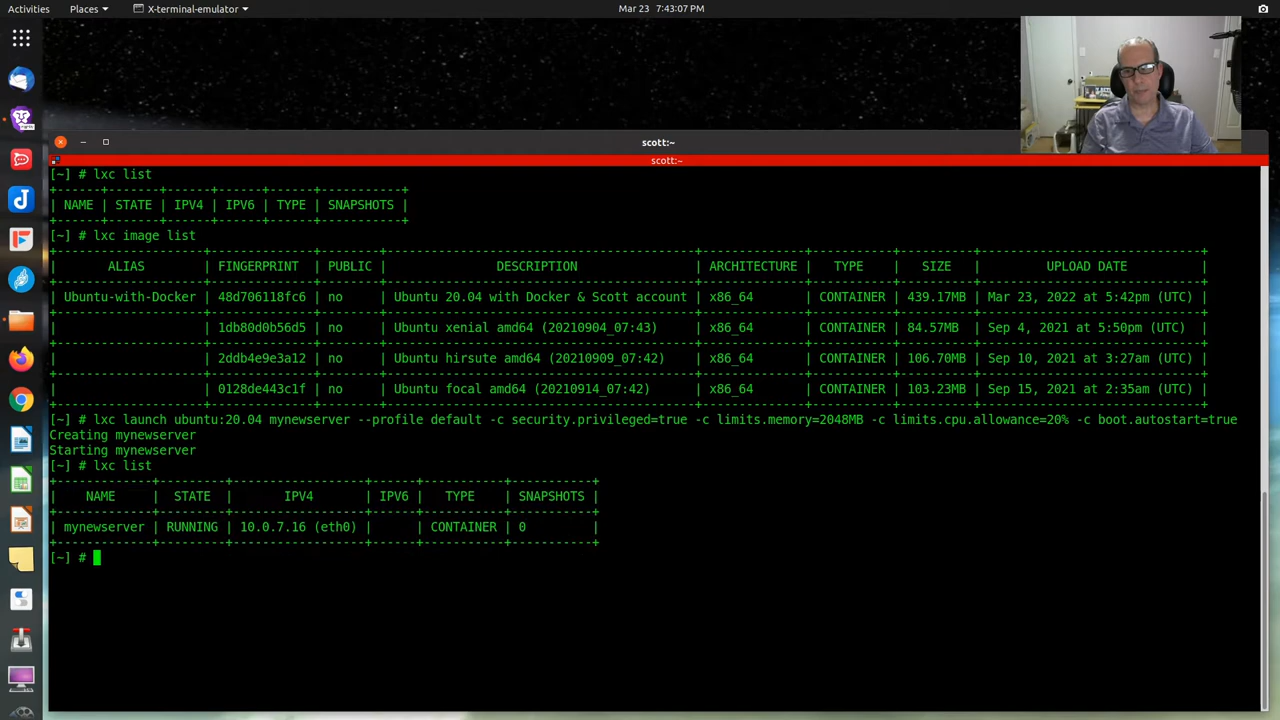 Activities Places X-terminal-emulator Mar 23 7:43:07 PM
scott:~
scott:~
[~] # lxc list
+------+-------+------+------+------+-----------+
| NAME | STATE | IPV4 | IPV6 | TYPE | SNAPSHOTS |
+------+-------+------+------+------+-----------+
[~] # lxc image list
| ALIAS | FINGERPRINT | PUBLIC | DESCRIPTION | ARCHITECTURE | TYPE | SIZE | UPLOAD DATE |
| Ubuntu-with-Docker | 48d706118fc6 | no | Ubuntu 20.04 with Docker & Scott account | x86_64 | CONTAINER | 439.17MB | Mar 23, 2022 at 5:42pm (UTC) |
| | 1db80d0b56d5 | no | Ubuntu xenial amd64 (20210904_07:43) | x86_64 | CONTAINER | 84.57MB | Sep 4, 2021 at 5:50pm (UTC) |
| | 2ddb4e9e3a12 | no | Ubuntu hirsute amd64 (20210909_07:42) | x86_64 | CONTAINER | 106.70MB | Sep 10, 2021 at 3:27am (UTC) |
| | 0128de443c1f | no | Ubuntu focal amd64 (20210914_07:42) | x86_64 | CONTAINER | 103.23MB | Sep 15, 2021 at 2:35am (UTC) |
[~] # lxc launch ubuntu:20.04 mynewserver --profile default -c security.privileged=true -c limits.memory=2048MB -c limits.cpu.allowance=20% -c boot.autostart=true
Creating mynewserver
Starting mynewserver
[~] # lxc list
| NAME | STATE | IPV4 | IPV6 | TYPE | SNAPSHOTS |
| mynewserver | RUNNING | 10.0.7.16 (eth0) | | CONTAINER | 0 |
[~] #